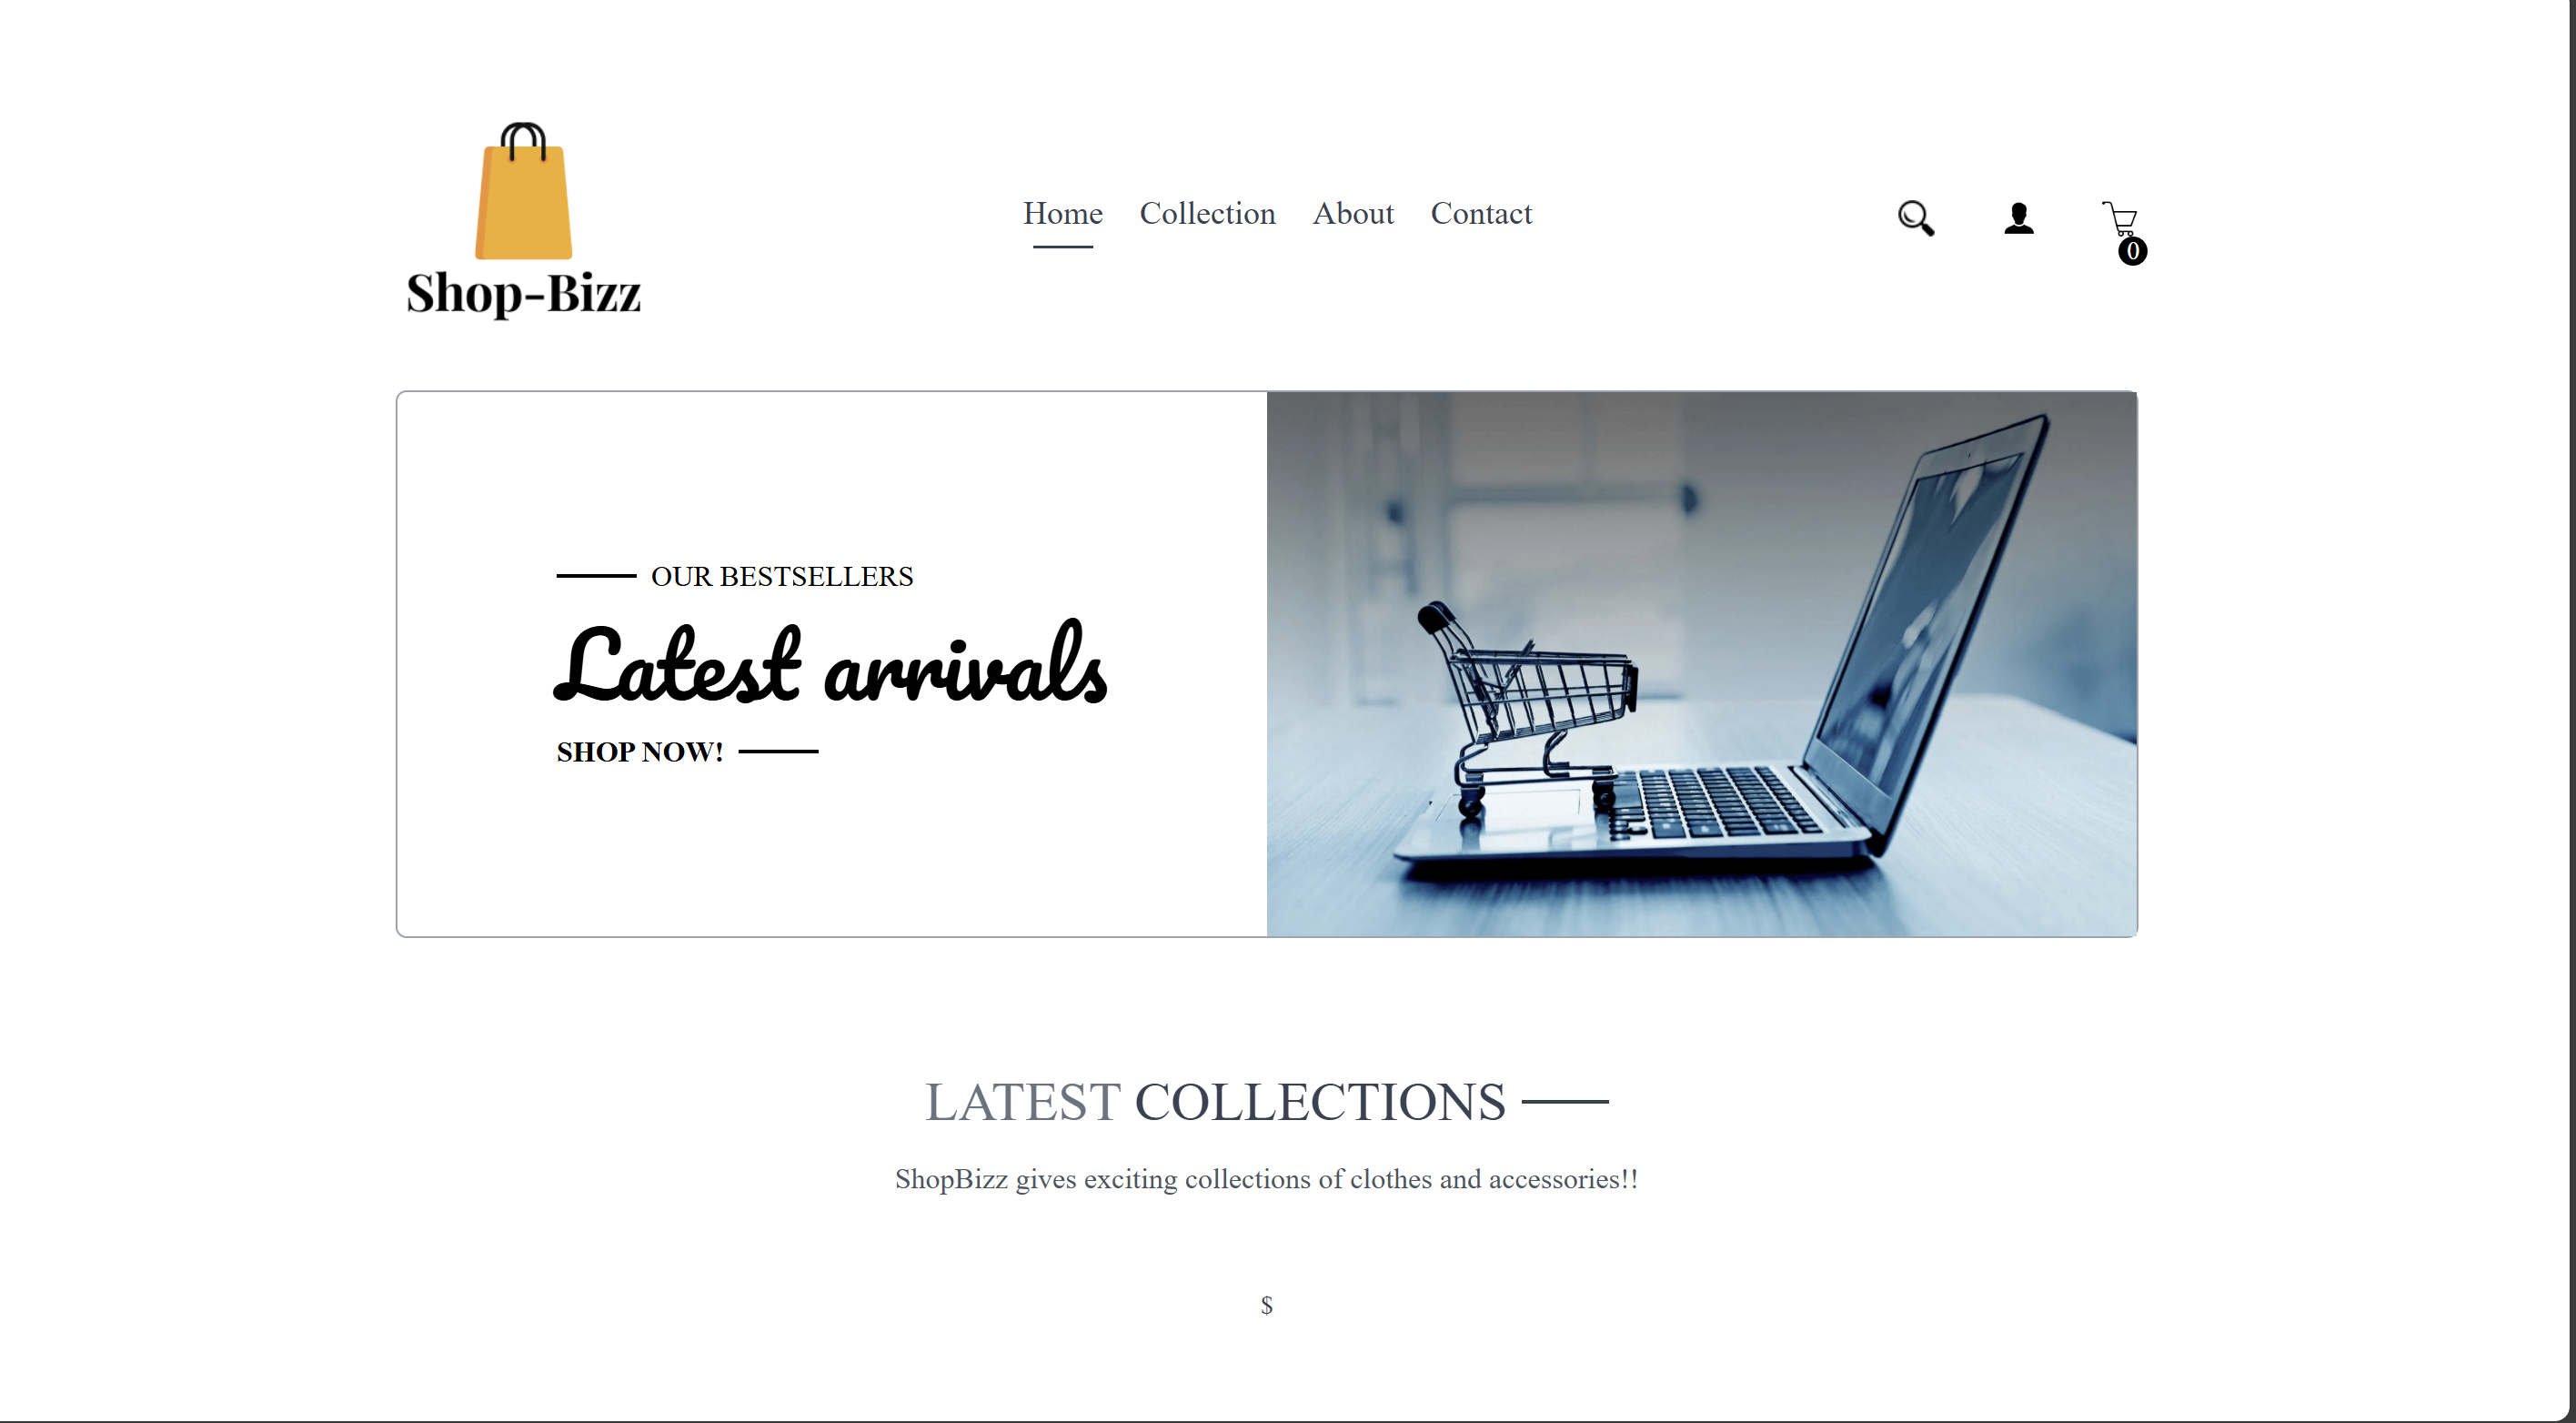 Shop-Bizz
Home Collection About Contact
0
OUR BESTSELLERS
Latest arrivals
SHOP NOW!
LATEST COLLECTIONS
ShopBizz gives exciting collections of clothes and accessories!!
$